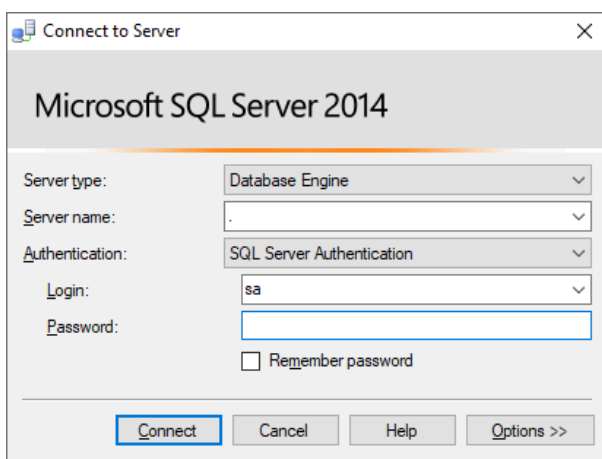 Connect to Server
Microsoft SQL Server 2014
Server type: Database Engine
Server name: .
Authentication: SQL Server Authentication
Login: sa
Password:
Remember password
Connect Cancel Help Options >>